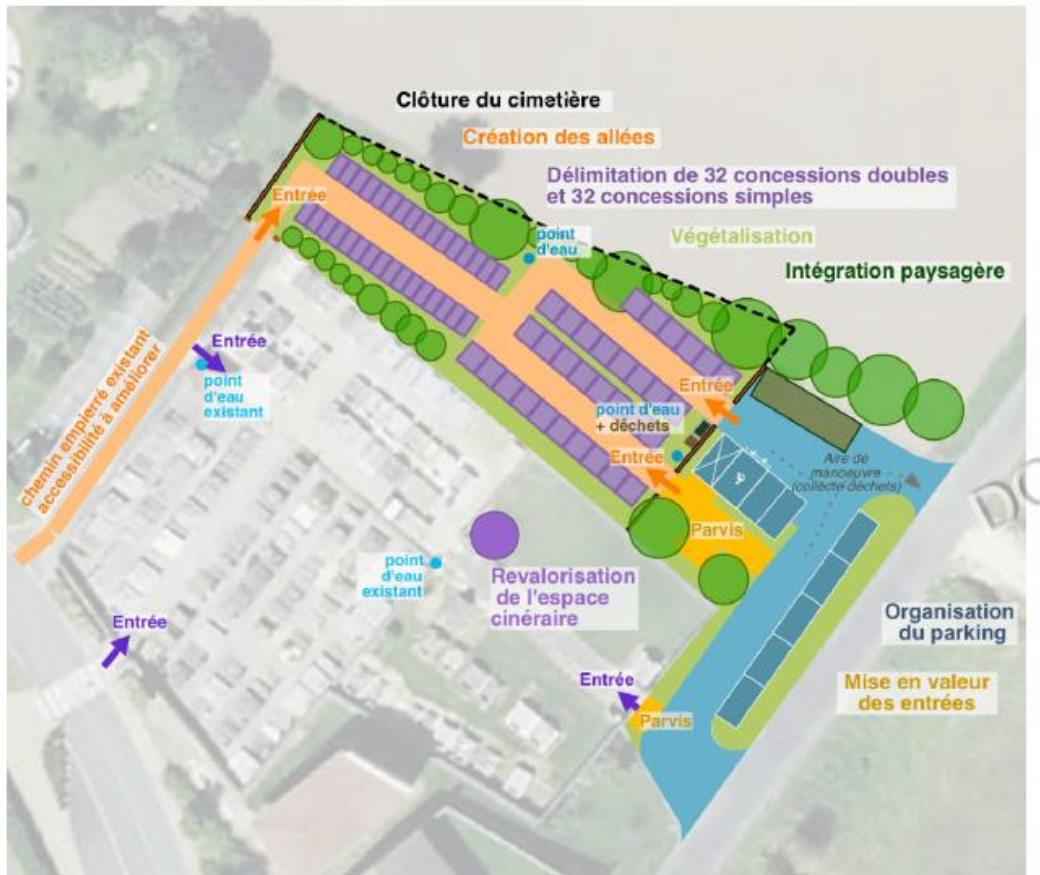 Clôture du cimetière
Création des allées
Délimitation de 32 concessions doubles
et 32 concessions simples
Entrée
point
d'eau
Végétalisation
Intégration paysagère
chemin empierré existant
accessibilité à améliorer
Entrée
point
d'eau
existant
Entrée
point d'eau
+ déchets
Entrée
Aire de
manoeuvre
(collecte déchets)
Parvis
point
d'eau
existant
Revalorisation
de l'espace
cinéraire
Organisation
du parking
Entrée
Entrée
Mise en valeur
des entrées
Parvis